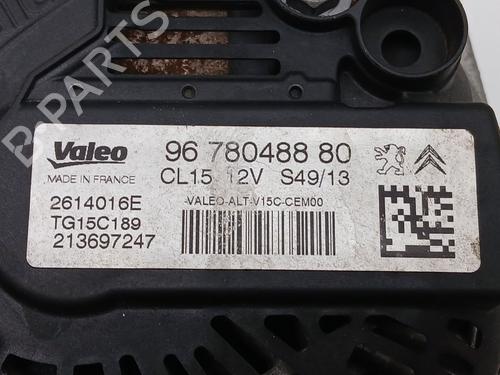 B-PARTS
Valeo
MADE IN FRANCE
96 780488 80
CL15 12V S49/13
2614016E
TG15C189
213697247
VALEO-ALT-V15C-CEM00